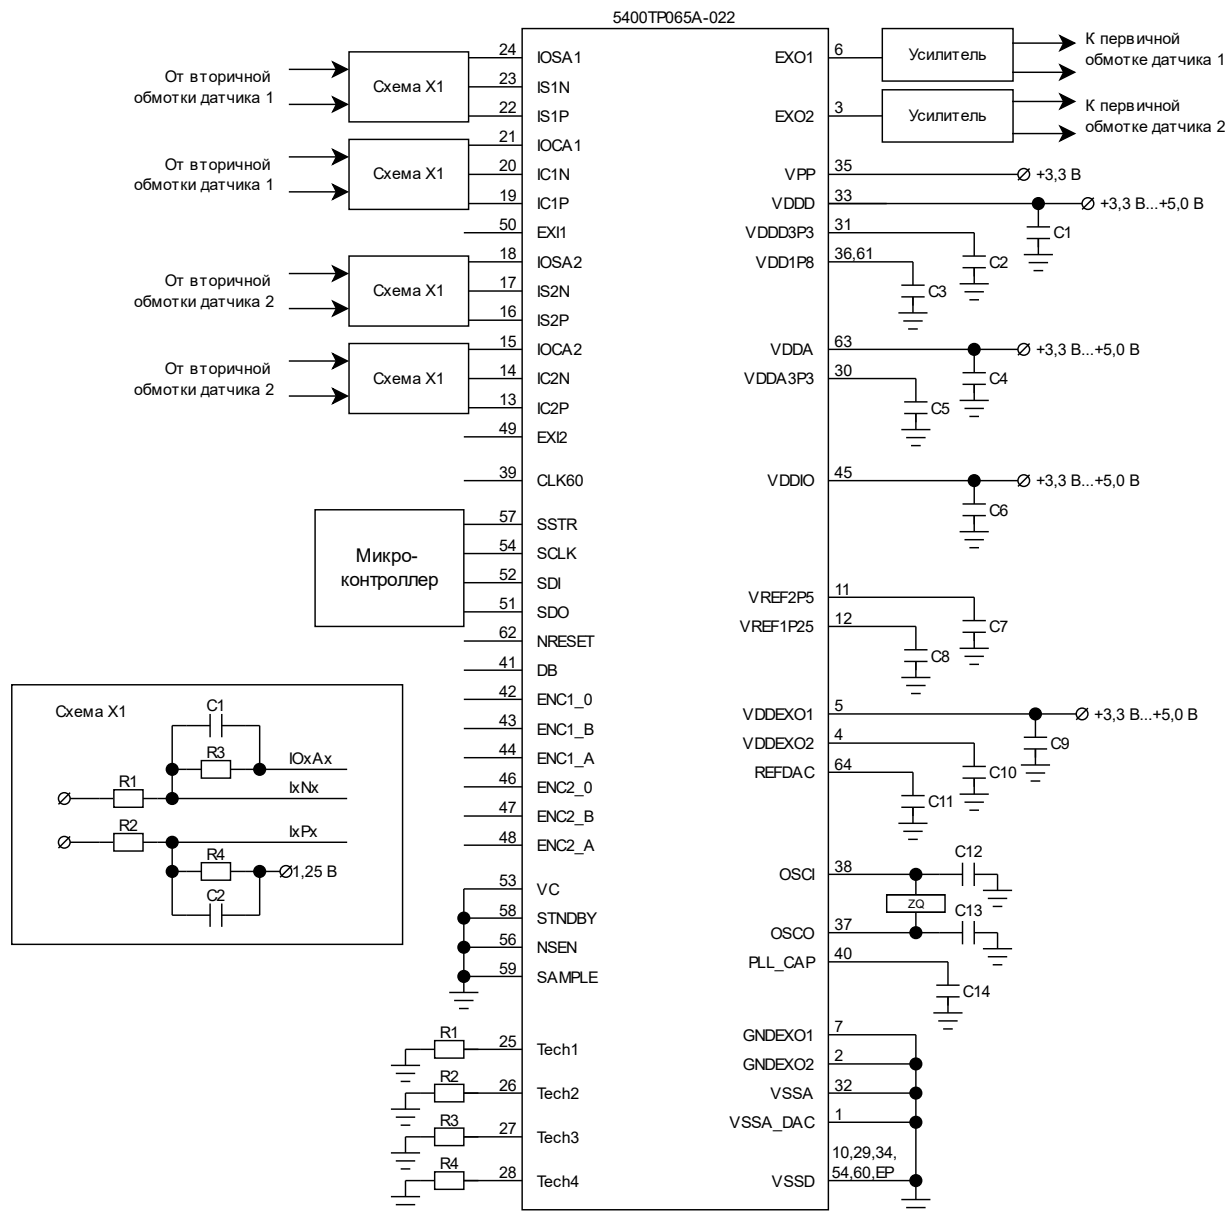 5400ТР065А-022
От вторичной
обмотки датчика 1
Схема X1
24 IOSA1
23 IS1N
22 IS1P
От вторичной
обмотки датчика 1
Схема X1
21 IOCA1
20 IC1N
19 IC1P
50 EXI1
От вторичной
обмотки датчика 2
Схема X1
18 IOSA2
17 IS2N
16 IS2P
От вторичной
обмотки датчика 2
Схема X1
15 IOCA2
14 IC2N
13 IC2P
49 EXI2
39 CLK60
Микро-
контроллер
57 SSTR
54 SCLK
52 SDI
51 SDO
62 NRESET
41 DB
42 ENC1_0
43 ENC1_B
44 ENC1_A
46 ENC2_0
47 ENC2_B
48 ENC2_A
53 VC
58 STNDBY
56 NSEN
59 SAMPLE
R1 25 Tech1
R2 26 Tech2
R3 27 Tech3
R4 28 Tech4
Схема X1
C1
R3
IOxAx
R1
IxNx
R2
IxPx
R4
1,25 В
C2
EXO1 6
Усилитель
К первичной
обмотке датчика 1
EXO2 3
Усилитель
К первичной
обмотке датчика 2
VPP 35 +3,3 В
VDDD 33 +3,3 В...+5,0 В
C1
VDDD3P3 31
C2
VDD1P8 36,61
C3
VDDA 63 +3,3 В...+5,0 В
C4
VDDA3P3 30
C5
VDDIO 45 +3,3 В...+5,0 В
C6
VREF2P5 11
C7
VREF1P25 12
C8
VDDEXO1 5 +3,3 В...+5,0 В
C9
VDDEXO2 4
C10
REFDAC 64
C11
OSCI 38
C12
ZQ
OSCO 37
C13
PLL_CAP 40
C14
GNDEXO1 7
GNDEXO2 2
VSSA 32
VSSA_DAC 1
10,29,34,
VSSD 54,60,EP